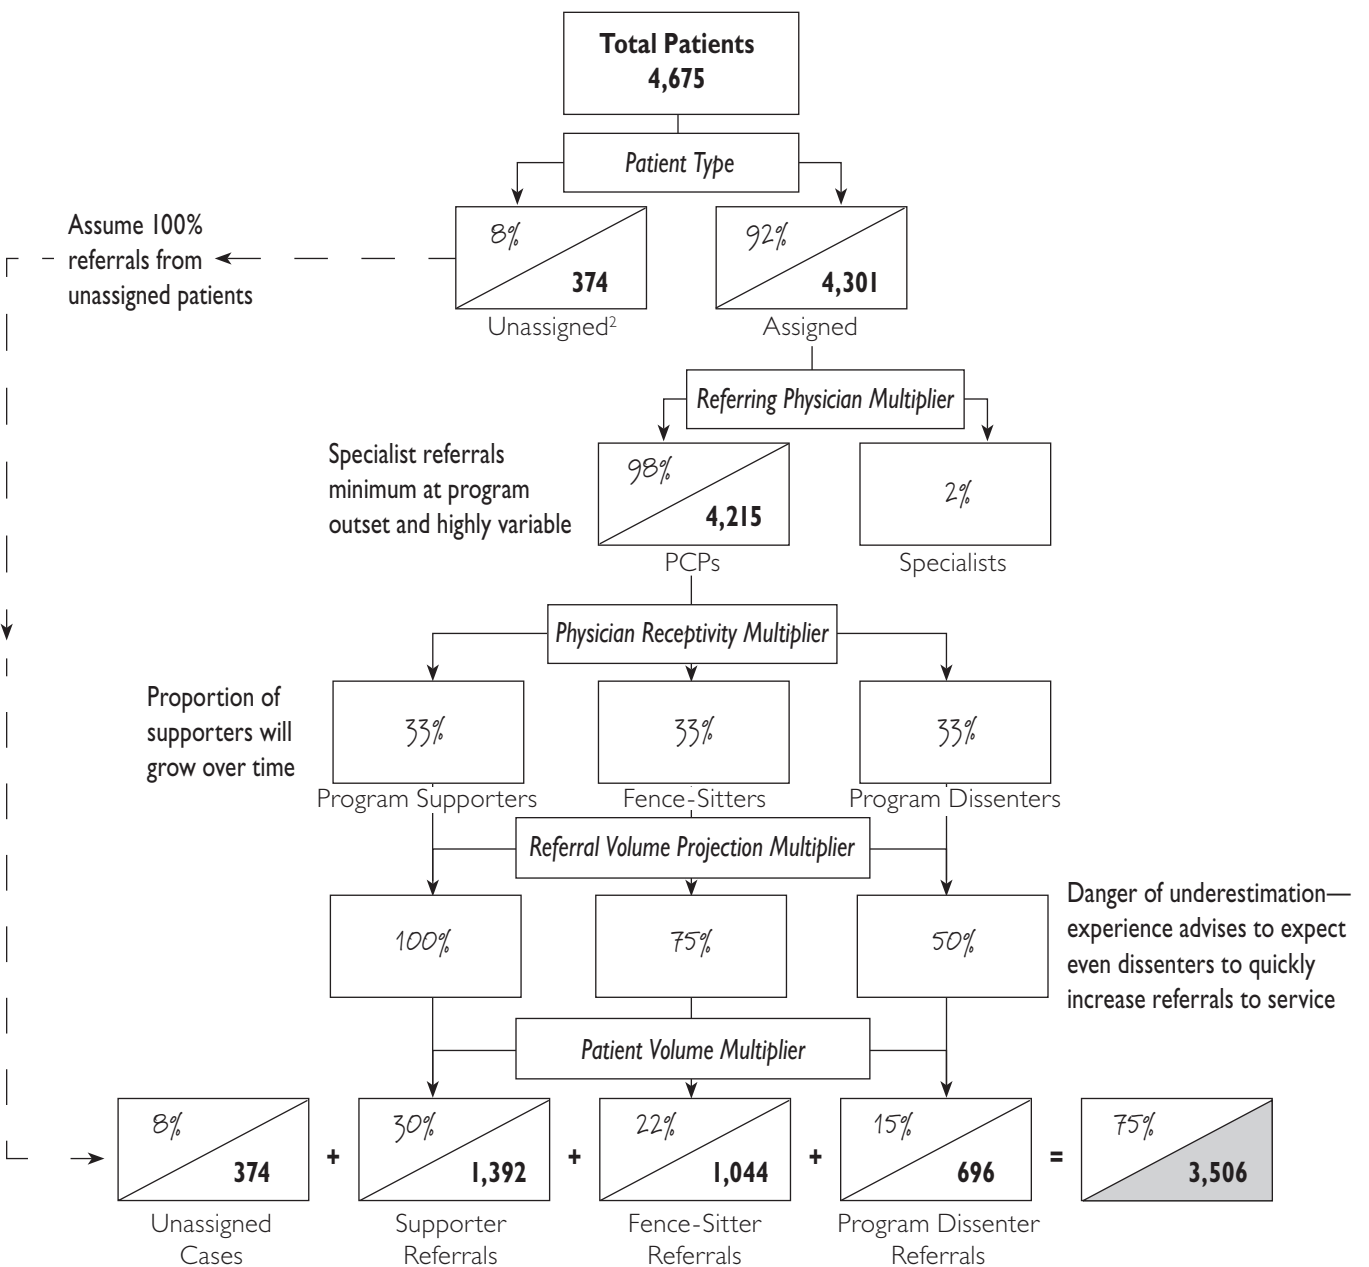 Total Patients
4,675
Patient Type
Assume 100%
referrals from
unassigned patients
8%
374
Unassigned²
92%
4,301
Assigned
Referring Physician Multiplier
Specialist referrals
minimum at program
outset and highly variable
98%
4,215
PCPs
2%
Specialists
Physician Receptivity Multiplier
Proportion of
supporters will
grow over time
33%
Program Supporters
33%
Fence-Sitters
33%
Program Dissenters
Referral Volume Projection Multiplier
100%
75%
50%
Danger of underestimation—
experience advises to expect
even dissenters to quickly
increase referrals to service
Patient Volume Multiplier
8%
374
Unassigned
Cases
+
30%
1,392
Supporter
Referrals
+
22%
1,044
Fence-Sitter
Referrals
+
15%
696
Program Dissenter
Referrals
=
75%
3,506